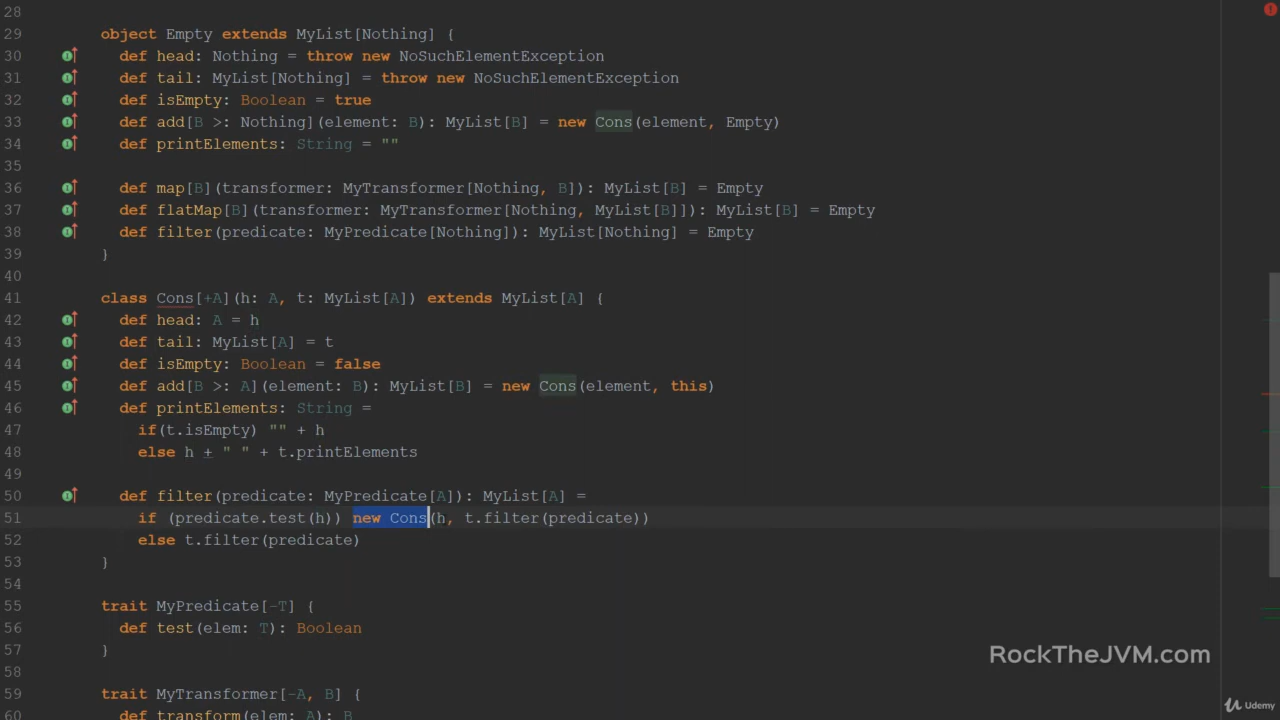 28
29 object Empty extends MyList[Nothing] {
30 def head: Nothing = throw new NoSuchElementException
31 def tail: MyList[Nothing] = throw new NoSuchElementException
32 def isEmpty: Boolean = true
33 def add[B >: Nothing](element: B): MyList[B] = new Cons(element, Empty)
34 def printElements: String = ""
35
36 def map[B](transformer: MyTransformer[Nothing, B]): MyList[B] = Empty
37 def flatMap[B](transformer: MyTransformer[Nothing, MyList[B]]): MyList[B] = Empty
38 def filter(predicate: MyPredicate[Nothing]): MyList[Nothing] = Empty
39 }
40
41 class Cons[+A](h: A, t: MyList[A]) extends MyList[A] {
42 def head: A = h
43 def tail: MyList[A] = t
44 def isEmpty: Boolean = false
45 def add[B >: A](element: B): MyList[B] = new Cons(element, this)
46 def printElements: String =
47 if(t.isEmpty) "" + h
48 else h + " " + t.printElements
49
50 def filter(predicate: MyPredicate[A]): MyList[A] =
51 if (predicate.test(h)) new Cons(h, t.filter(predicate))
52 else t.filter(predicate)
53 }
54
55 trait MyPredicate[-T] {
56 def test(elem: T): Boolean
57 }
58
59 trait MyTransformer[-A, B] {
60 def transform(elem: A): B
RockTheJVM.com
Udemy